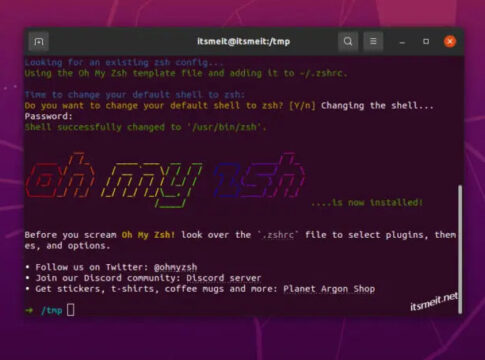 itsmeit@itsmeit:/tmp
Looking for an existing zsh config...
Using the Oh My Zsh template file and adding it to ~/.zshrc.
Time to change your default shell to zsh:
Do you want to change your default shell to zsh? [Y/n] Changing the shell...
Password:
Shell successfully changed to '/usr/bin/zsh'.
oh my zsh
....is now installed!
Before you scream Oh My Zsh! look over the `.zshrc` file to select plugins, them
es, and options.
• Follow us on Twitter: @ohmyzsh
• Join our Discord community: Discord server
• Get stickers, t-shirts, coffee mugs and more: Planet Argon Shop
➜ /tmp
itsmeit.net